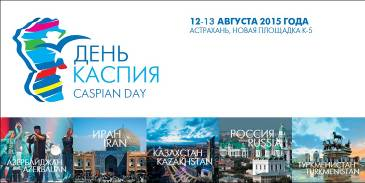 ДЕНЬ
КАСПИЯ
CASPIAN DAY
12-13 АВГУСТА 2015 ГОДА
АСТРАХАНЬ, НОВАЯ ПЛОЩАДКА К-5
АЗЕРБАЙДЖАН
AZERBAIJAN
ИРАН
IRAN
КАЗАХСТАН
KAZAKHSTAN
РОССИЯ
RUSSIA
ТУРКМЕНИСТАН
TURKMENISTAN